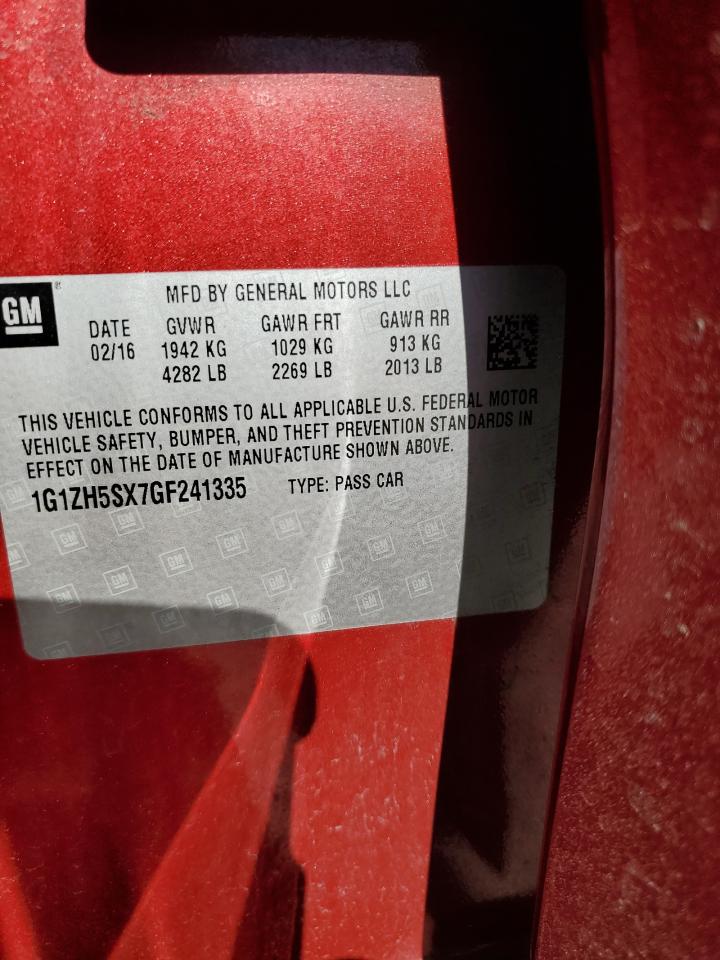 GM ®
MFD BY GENERAL MOTORS LLC
DATE GVWR GAWR FRT GAWR RR
02/16 1942 KG 1029 KG 913 KG
4282 LB 2269 LB 2013 LB
THIS VEHICLE CONFORMS TO ALL APPLICABLE U.S. FEDERAL MOTOR
VEHICLE SAFETY, BUMPER, AND THEFT PREVENTION STANDARDS IN
EFFECT ON THE DATE OF MANUFACTURE SHOWN ABOVE.
1G1ZH5SX7GF241335 TYPE: PASS CAR